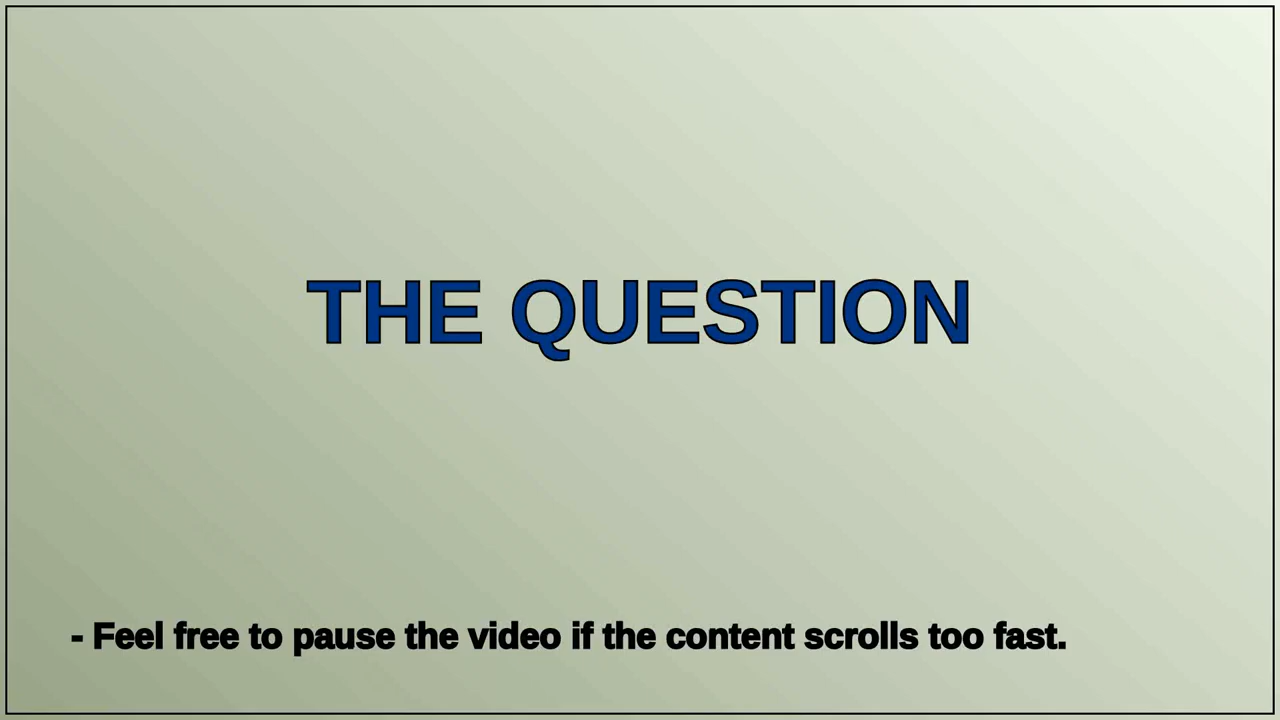 THE QUESTION
- Feel free to pause the video if the content scrolls too fast.